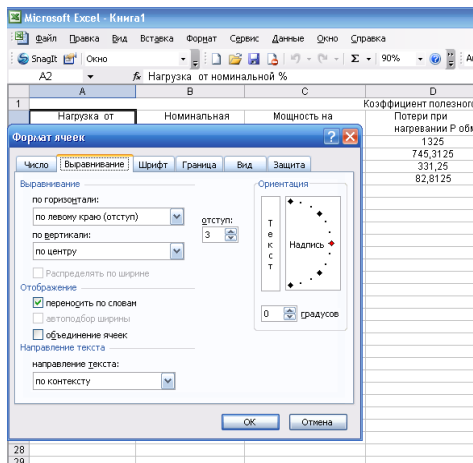 Microsoft Excel - Книга1
Файл Правка Вид Вставка Формат Сервис Данные Окно Справка
SnagIt Окно Σ 90%
A2 fx Нагрузка от номинальной %
A B C D
1 Коэффициент полезног
Нагрузка от Номинальная Мощность на Потери при
нагревании P обм
1325
745,3125
331,25
82,8125
Формат ячеек
Число Выравнивание Шрифт Граница Вид Защита
Выравнивание
по горизонтали:
по левому краю (отступ)
отступ:
по вертикали:
3
по центру
Распределять по ширине
Отображение
переносить по словам
автоподбор ширины
объединение ячеек
Направление текста
направление текста:
по контексту
Ориентация
Текст
Надпись
0 градусов
ОК Отмена
28
29